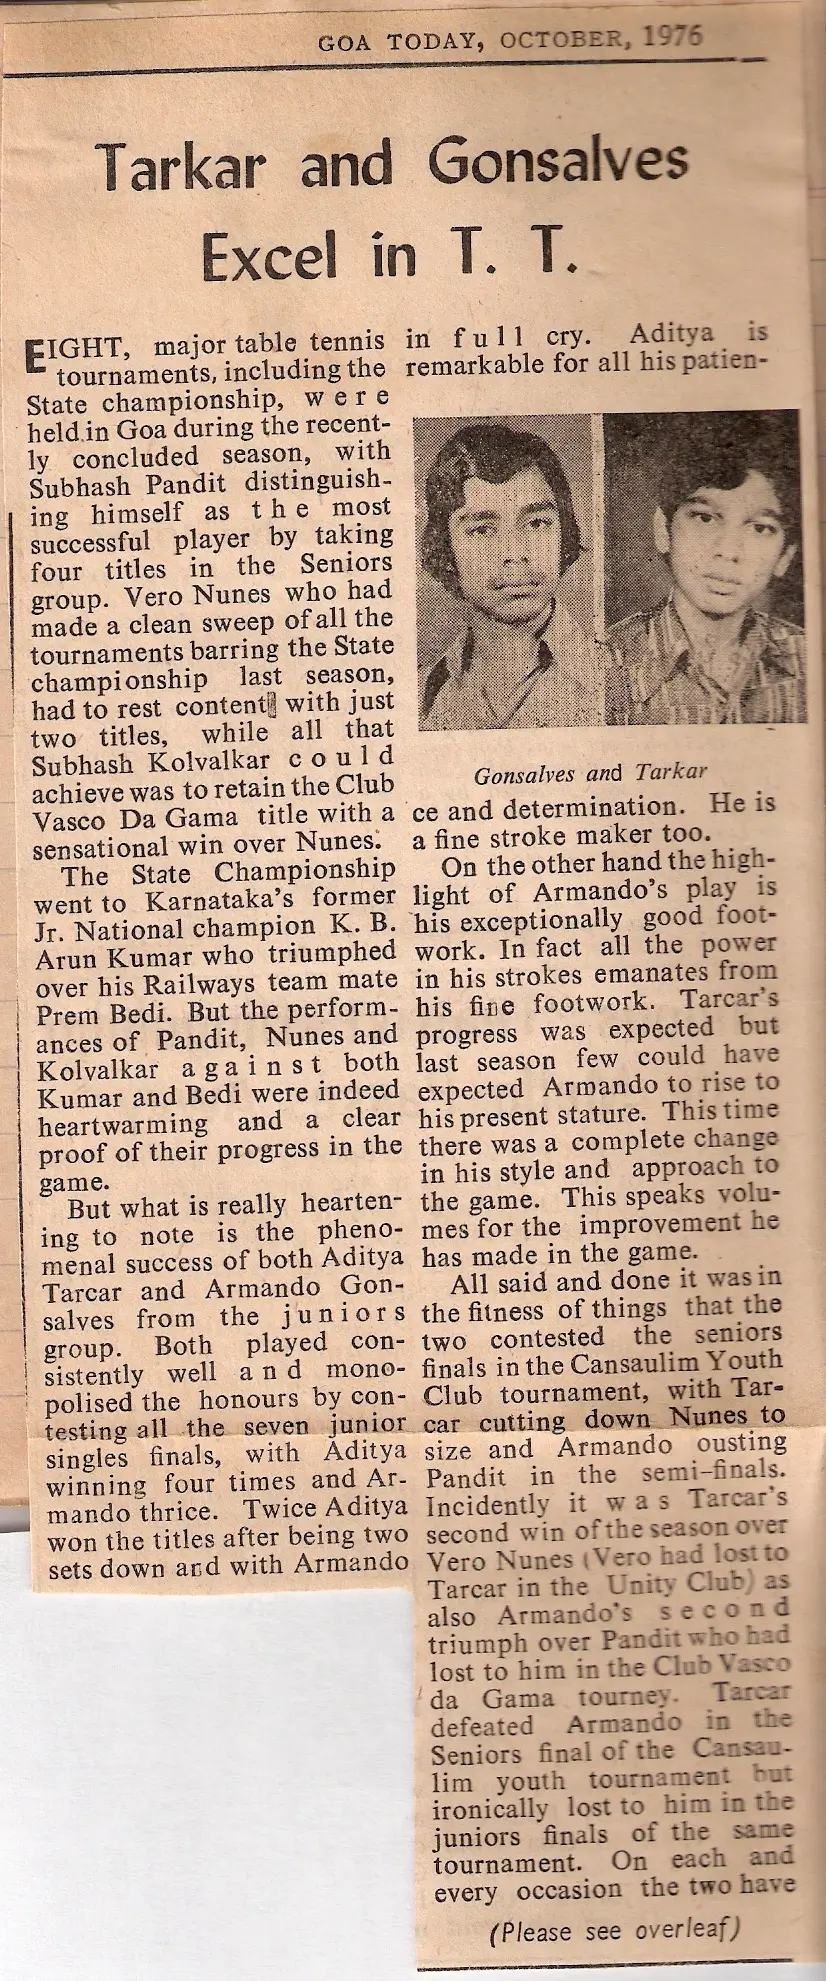 GOA TODAY, OCTOBER, 1976
Tarkar and Gonsalves
Excel in T. T.
EIGHT, major table tennis
tournaments, including the
State championship, were
held in Goa during the recent-
ly concluded season, with
Subhash Pandit distinguish-
ing himself as the most
successful player by taking
four titles in the Seniors
group. Vero Nunes who had
made a clean sweep of all the
tournaments barring the State
championship last season,
had to rest content with just
two titles, while all that
Subhash Kolvalkar could
achieve was to retain the Club
Vasco Da Gama title with a
sensational win over Nunes.
The State Championship
went to Karnataka's former
Jr. National champion K. B.
Arun Kumar who triumphed
over his Railways team mate
Prem Bedi. But the perform-
ances of Pandit, Nunes and
Kolvalkar against both
Kumar and Bedi were indeed
heartwarming and a clear
proof of their progress in the
game.
But what is really hearten-
ing to note is the pheno-
menal success of both Aditya
Tarcar and Armando Gon-
salves from the juniors
group. Both played con-
sistently well and mono-
polised the honours by con-
testing all the seven junior
singles finals, with Aditya
winning four times and Ar-
mando thrice. Twice Aditya
won the titles after being two
sets down and with Armando
in full cry. Aditya is
remarkable for all his patien-
Gonsalves and Tarkar
ce and determination. He is
a fine stroke maker too.
On the other hand the high-
light of Armando's play is
his exceptionally good foot-
work. In fact all the power
in his strokes emanates from
his fine footwork. Tarcar's
progress was expected but
last season few could have
expected Armando to rise to
his present stature. This time
there was a complete change
in his style and approach to
the game. This speaks volu-
mes for the improvement he
has made in the game.
All said and done it was in
the fitness of things that the
two contested the seniors
finals in the Cansaulim Youth
Club tournament, with Tar-
car cutting down Nunes to
size and Armando ousting
Pandit in the semi-finals.
Incidently it was Tarcar's
second win of the season over
Vero Nunes (Vero had lost to
Tarcar in the Unity Club) as
also Armando's second
triumph over Pandit who had
lost to him in the Club Vasco
da Gama tourney. Tarcar
defeated Armando in the
Seniors final of the Cansau-
lim youth tournament but
ironically lost to him in the
juniors finals of the same
tournament. On each and
every occasion the two have
(Please see overleaf)